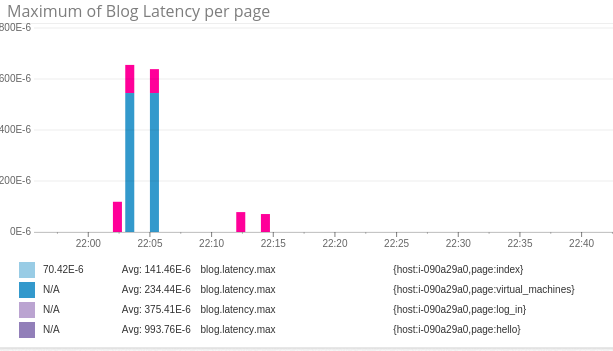 Maximum of Blog Latency per page
800E-6
600E-6
400E-6
200E-6
0E-6
22:00 22:05 22:10 22:15 22:20 22:25 22:30 22:35 22:40
70.42E-6 Avg: 141.46E-6 blog.latency.max {host:i-090a29a0,page:index}
N/A Avg: 234.44E-6 blog.latency.max {host:i-090a29a0,page:virtual_machines}
N/A Avg: 375.41E-6 blog.latency.max {host:i-090a29a0,page:log_in}
N/A Avg: 993.76E-6 blog.latency.max {host:i-090a29a0,page:hello}